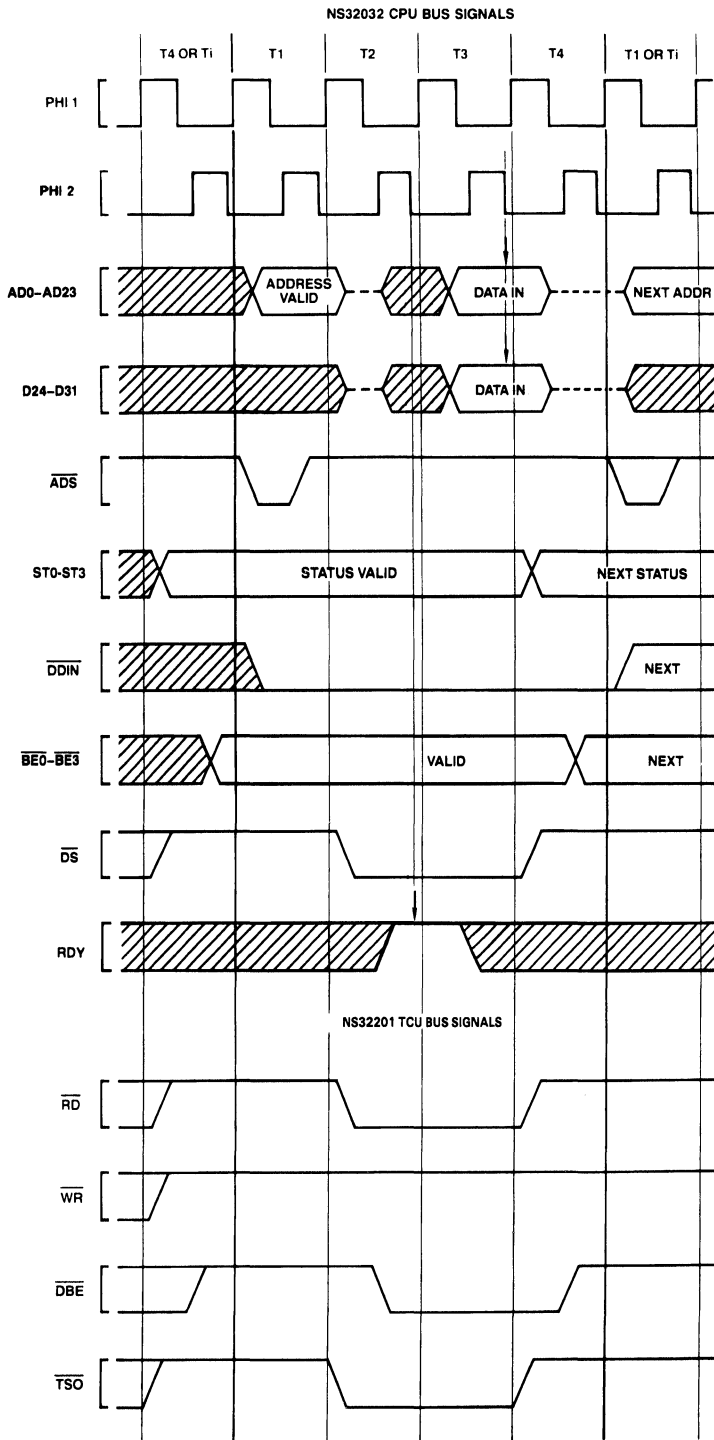 NS32032 CPU BUS SIGNALS
T4 OR Ti T1 T2 T3 T4 T1 OR Ti
PHI 1
PHI 2
AD0–AD23 ADDRESS VALID DATA IN NEXT ADDR
D24–D31 DATA IN
ADS
ST0-ST3 STATUS VALID NEXT STATUS
DDIN NEXT
BE0–BE3 VALID NEXT
DS
RDY
NS32201 TCU BUS SIGNALS
RD
WR
DBE
TSO